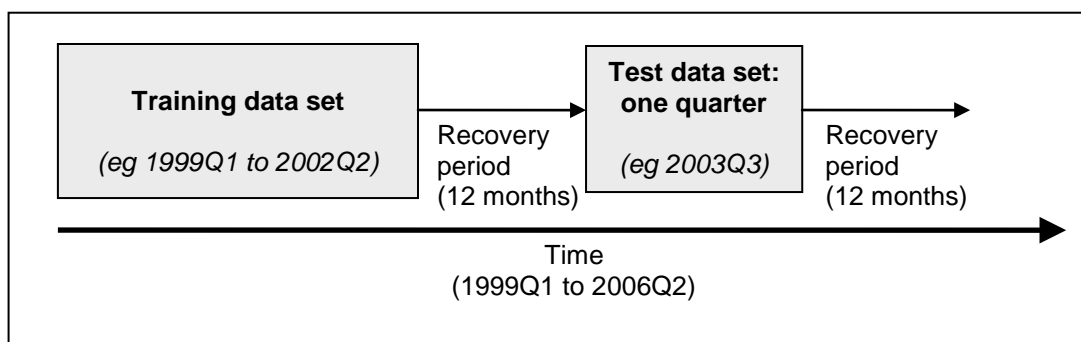 Training data set
(eg 1999Q1 to 2002Q2)
Recovery
period
(12 months)
Test data set:
one quarter
(eg 2003Q3)
Recovery
period
(12 months)
Time
(1999Q1 to 2006Q2)